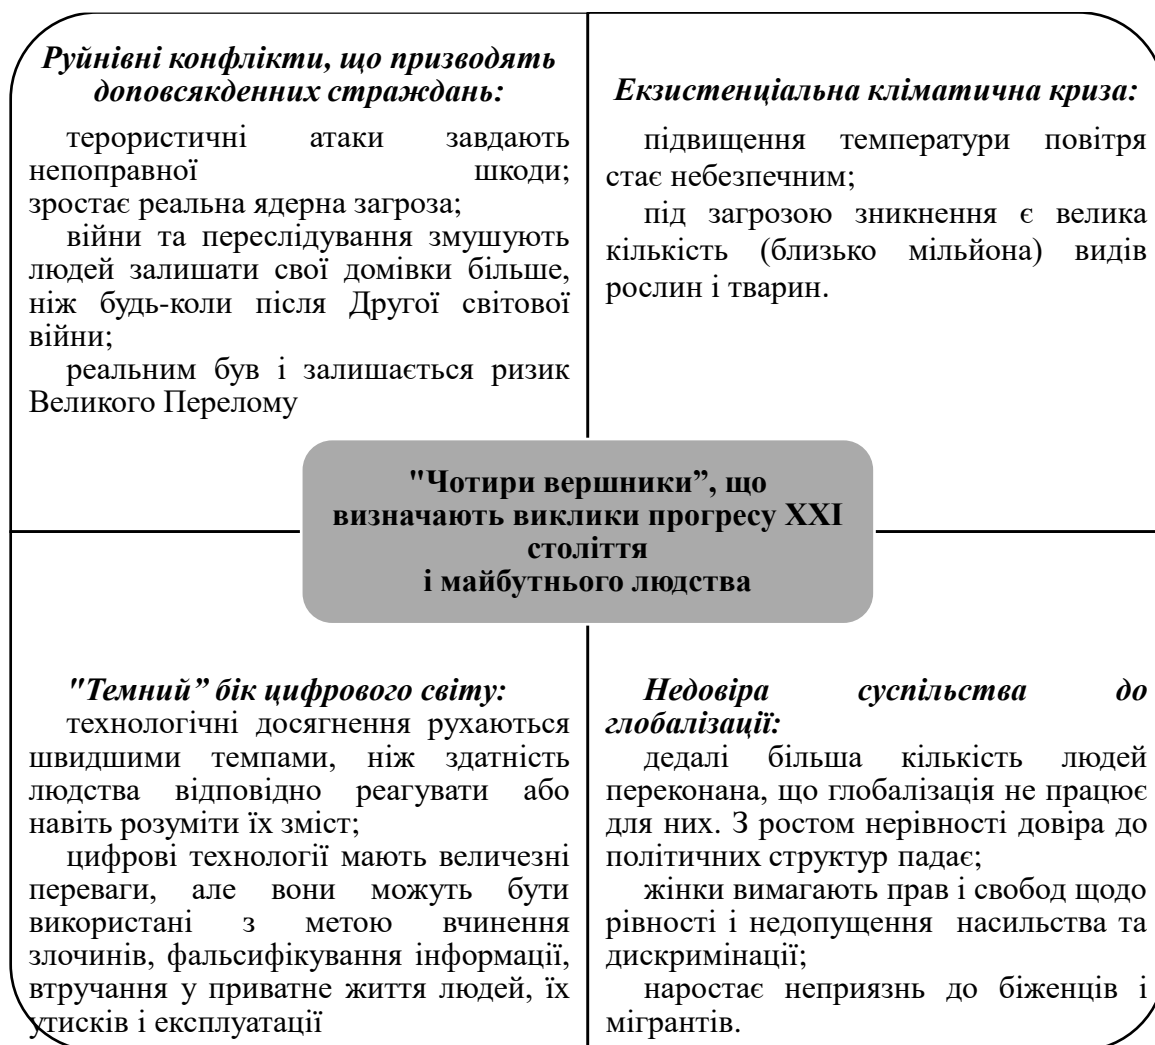 Руйнівні конфлікти, що призводять
доповсякденних страждань:
терористичні атаки завдають
непоправної шкоди;
зростає реальна ядерна загроза;
війни та переслідування змушують
людей залишати свої домівки більше,
ніж будь-коли після Другої світової
війни;
реальним був і залишається ризик
Великого Перелому
Екзистенціальна кліматична криза:
підвищення температури повітря
стає небезпечним;
під загрозою зникнення є велика
кількість (близько мільйона) видів
рослин і тварин.
"Чотири вершники”, що
визначають виклики прогресу ХХІ
століття
і майбутнього людства
"Темний” бік цифрового світу:
технологічні досягнення рухаються
швидшими темпами, ніж здатність
людства відповідно реагувати або
навіть розуміти їх зміст;
цифрові технології мають величезні
переваги, але вони можуть бути
використані з метою вчинення
злочинів, фальсифікування інформації,
втручання у приватне життя людей, їх
утисків і експлуатації
Недовіра суспільства до
глобалізації:
дедалі більша кількість людей
переконана, що глобалізація не працює
для них. З ростом нерівності довіра до
політичних структур падає;
жінки вимагають прав і свобод щодо
рівності і недопущення насильства та
дискримінації;
наростає неприязнь до біженців і
мігрантів.